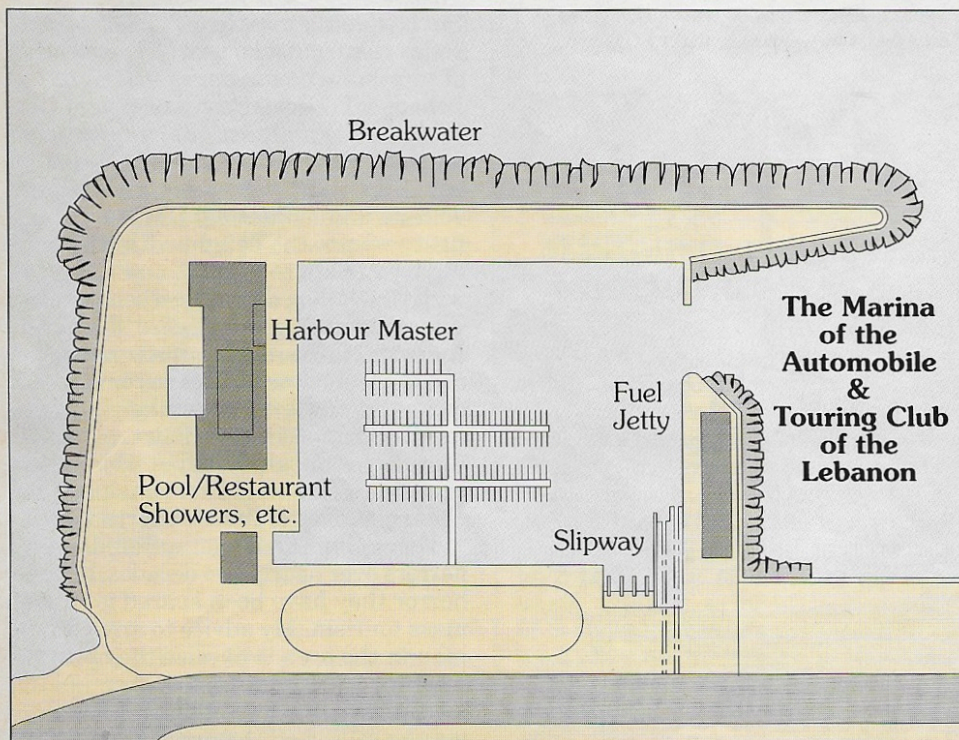 Breakwater
Harbour Master
The Marina
of the
Automobile
&
Touring Club
of the
Lebanon
Fuel
Jetty
Pool/Restaurant
Showers, etc.
Slipway